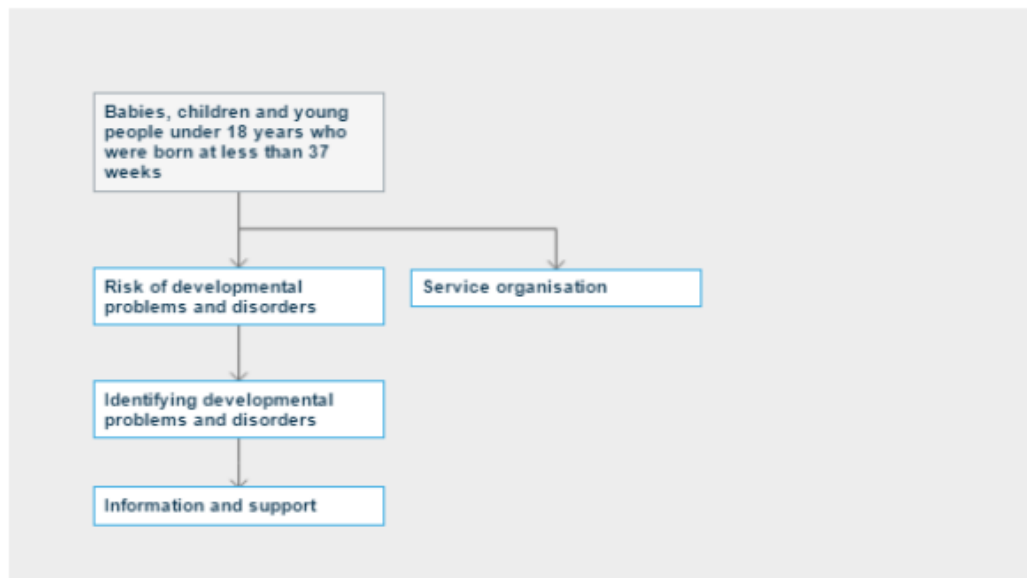 Babies, children and young
people under 18 years who
were born at less than 37
weeks
Risk of developmental
problems and disorders
Service organisation
Identifying developmental
problems and disorders
Information and support